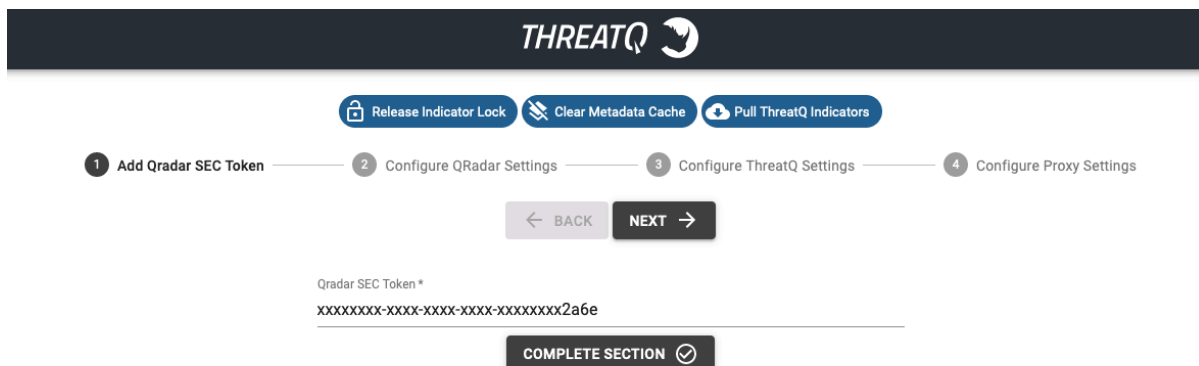 THREATQ
Release Indicator Lock Clear Metadata Cache Pull ThreatQ Indicators
1 Add Qradar SEC Token 2 Configure QRadar Settings 3 Configure ThreatQ Settings 4 Configure Proxy Settings
BACK NEXT
Qradar SEC Token *
xxxxxxxx-xxxx-xxxx-xxxx-xxxxxxxx2a6e
COMPLETE SECTION